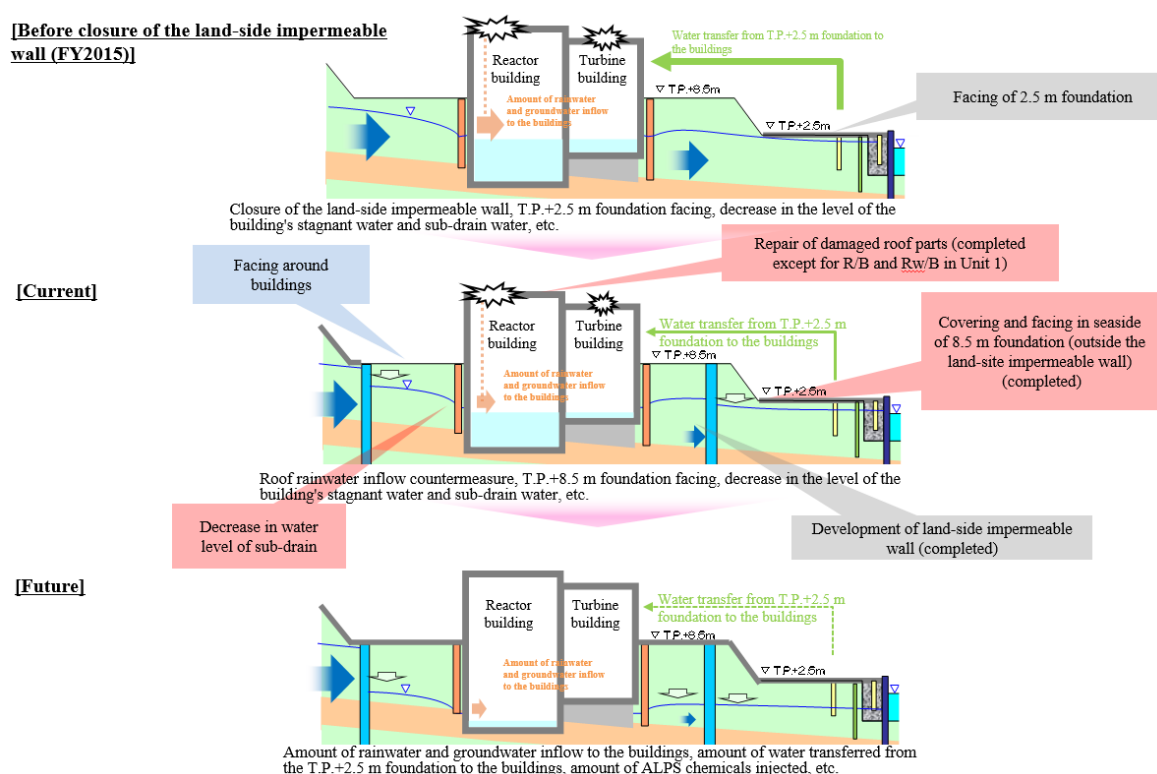 [Before closure of the land-side impermeable
wall (FY2015)]
Reactor
building
Turbine
building
Water transfer from T.P.+2.5 m foundation to
the buildings
Amount of rainwater
and groundwater inflow
to the buildings
▽ T.P.+8.5m
▽ T.P.+2.5m
Facing of 2.5 m foundation
Closure of the land-side impermeable wall, T.P.+2.5 m foundation facing, decrease in the level of the
building's stagnant water and sub-drain water, etc.
Facing around
buildings
Repair of damaged roof parts (completed
except for R/B and Rw/B in Unit 1)
[Current]
Reactor
building
Turbine
building
Water transfer from T.P.+2.5 m
foundation to the buildings
Amount of rainwater
and groundwater inflow
to the buildings
▽ T.P.+8.5m
▽ T.P.+2.5m
Covering and facing in seaside
of 8.5 m foundation (outside the
land-site impermeable wall)
(completed)
Roof rainwater inflow countermeasure, T.P.+8.5 m foundation facing, decrease in the level of the
building's stagnant water and sub-drain water, etc.
Decrease in water
level of sub-drain
Development of land-side impermeable
wall (completed)
[Future]
Reactor
building
Turbine
building
Water transfer from T.P.+2.5 m
foundation to the buildings
Amount of rainwater
and groundwater inflow
to the buildings
▽ T.P.+8.5m
▽ T.P.+2.5m
Amount of rainwater and groundwater inflow to the buildings, amount of water transferred from
the T.P.+2.5 m foundation to the buildings, amount of ALPS chemicals injected, etc.